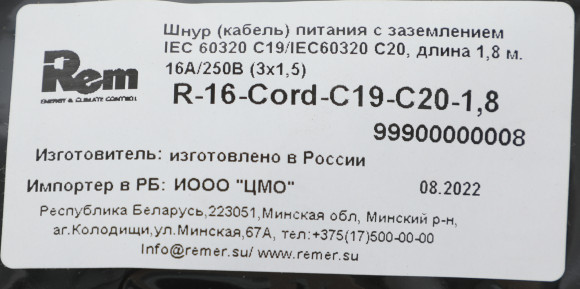 Шнур (кабель) питания с заземлением
IEC 60320 C19/IEC60320 C20, длина 1,8 м.
16A/250В (3x1,5)
Rem
ENERGY & CLIMATE CONTROL
R-16-Cord-C19-C20-1,8
99900000008
Изготовитель: изготовлено в России
Импортер в РБ: ИООО "ЦМО" 08.2022
Республика Беларусь,223051,Минская обл, Минский р-н,
аг.Колодищи,ул.Минская,67А, тел:+375(17)500-00-00
Info@remer.su/ www.remer.su